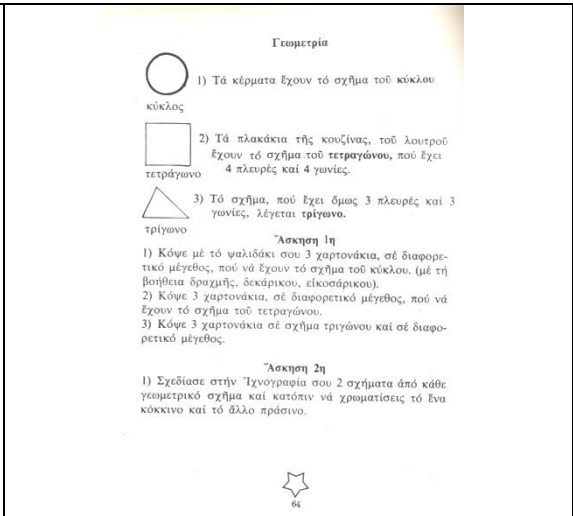 Γεωμετρία
1) Τά κέρματα ἔχουν τό σχῆμα τοῦ κύκλου
κύκλος
2) Τά πλακάκια τῆς κουζίνας, τοῦ λουτροῦ
ἔχουν τό σχῆμα τοῦ τετραγώνου, πού ἔχει
4 πλευρές καί 4 γωνίες.
τετράγωνο
3) Τό σχῆμα, πού ἔχει ὅμως 3 πλευρές καί 3
γωνίες, λέγεται τρίγωνο.
τρίγωνο
Ἄσκηση 1η
1) Κόψε μέ τό ψαλιδάκι σου 3 χαρτονάκια, σέ διαφορε-
τικό μέγεθος, πού νά ἔχουν τό σχῆμα τοῦ κύκλου. (μέ τή
βοήθεια δραχμῆς, δεκάρικου, εἰκοσάρικου).
2) Κόψε 3 χαρτονάκια, σέ διαφορετικό μέγεθος, πού νά
ἔχουν τό σχῆμα τοῦ τετραγώνου.
3) Κόψε 3 χαρτονάκια σέ σχῆμα τριγώνου καί σέ διαφο-
ρετικό μέγεθος.
Ἄσκηση 2η
1) Σχεδίασε στήν Ἰχνογραφία σου 2 σχήματα ἀπό κάθε
γεωμετρικό σχῆμα καί κατόπιν νά χρωματίσεις τό ἕνα
κόκκινο καί τό ἄλλο πράσινο.
64